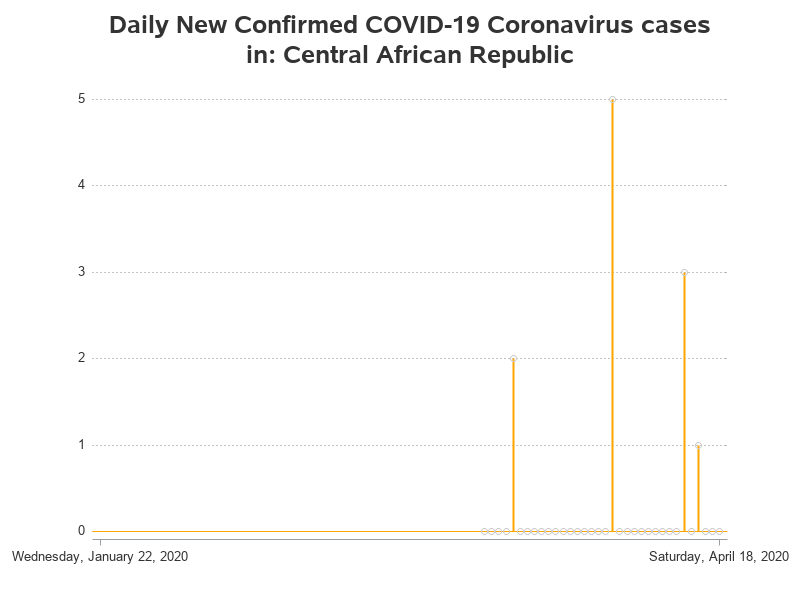 Daily New Confirmed COVID-19 Coronavirus cases
in: Central African Republic
5
4
3
2
1
0
Wednesday, January 22, 2020
Saturday, April 18, 2020